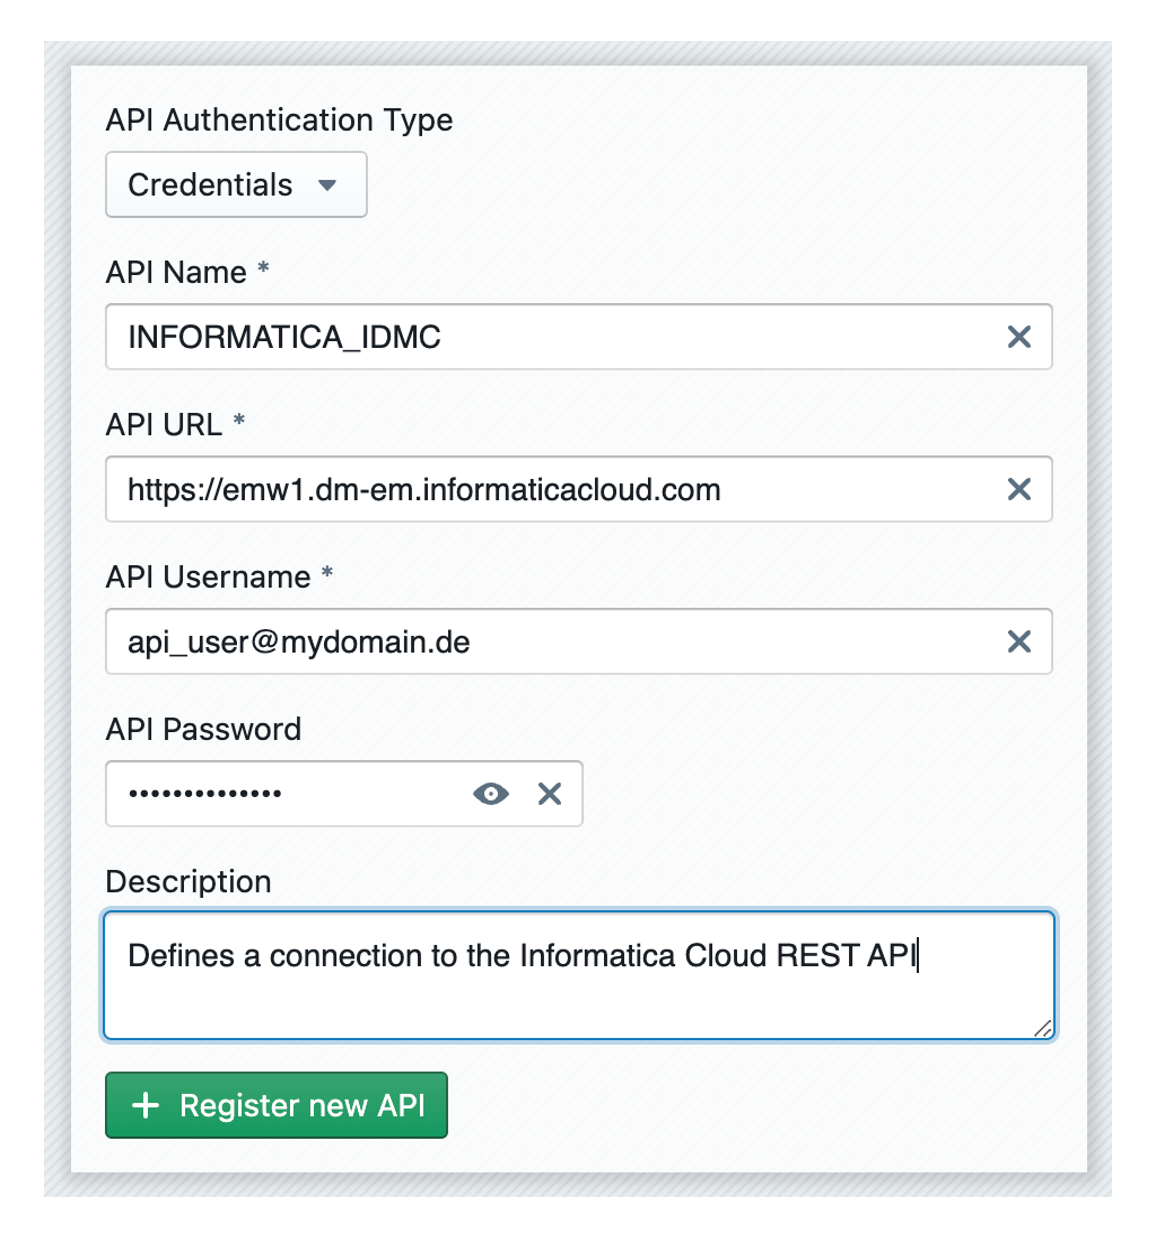 API Authentication Type
Credentials
API Name *
INFORMATICA_IDMC
API URL *
https://emw1.dm-em.informaticacloud.com
API Username *
api_user@mydomain.de
API Password
••••••••••••••
Description
Defines a connection to the Informatica Cloud REST API
+ Register new API